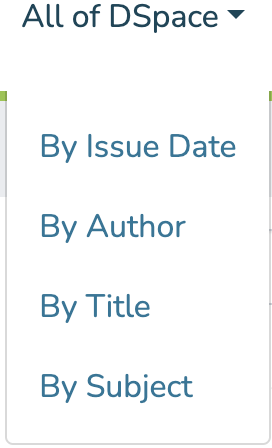 All of DSpace
By Issue Date
By Author
By Title
By Subject